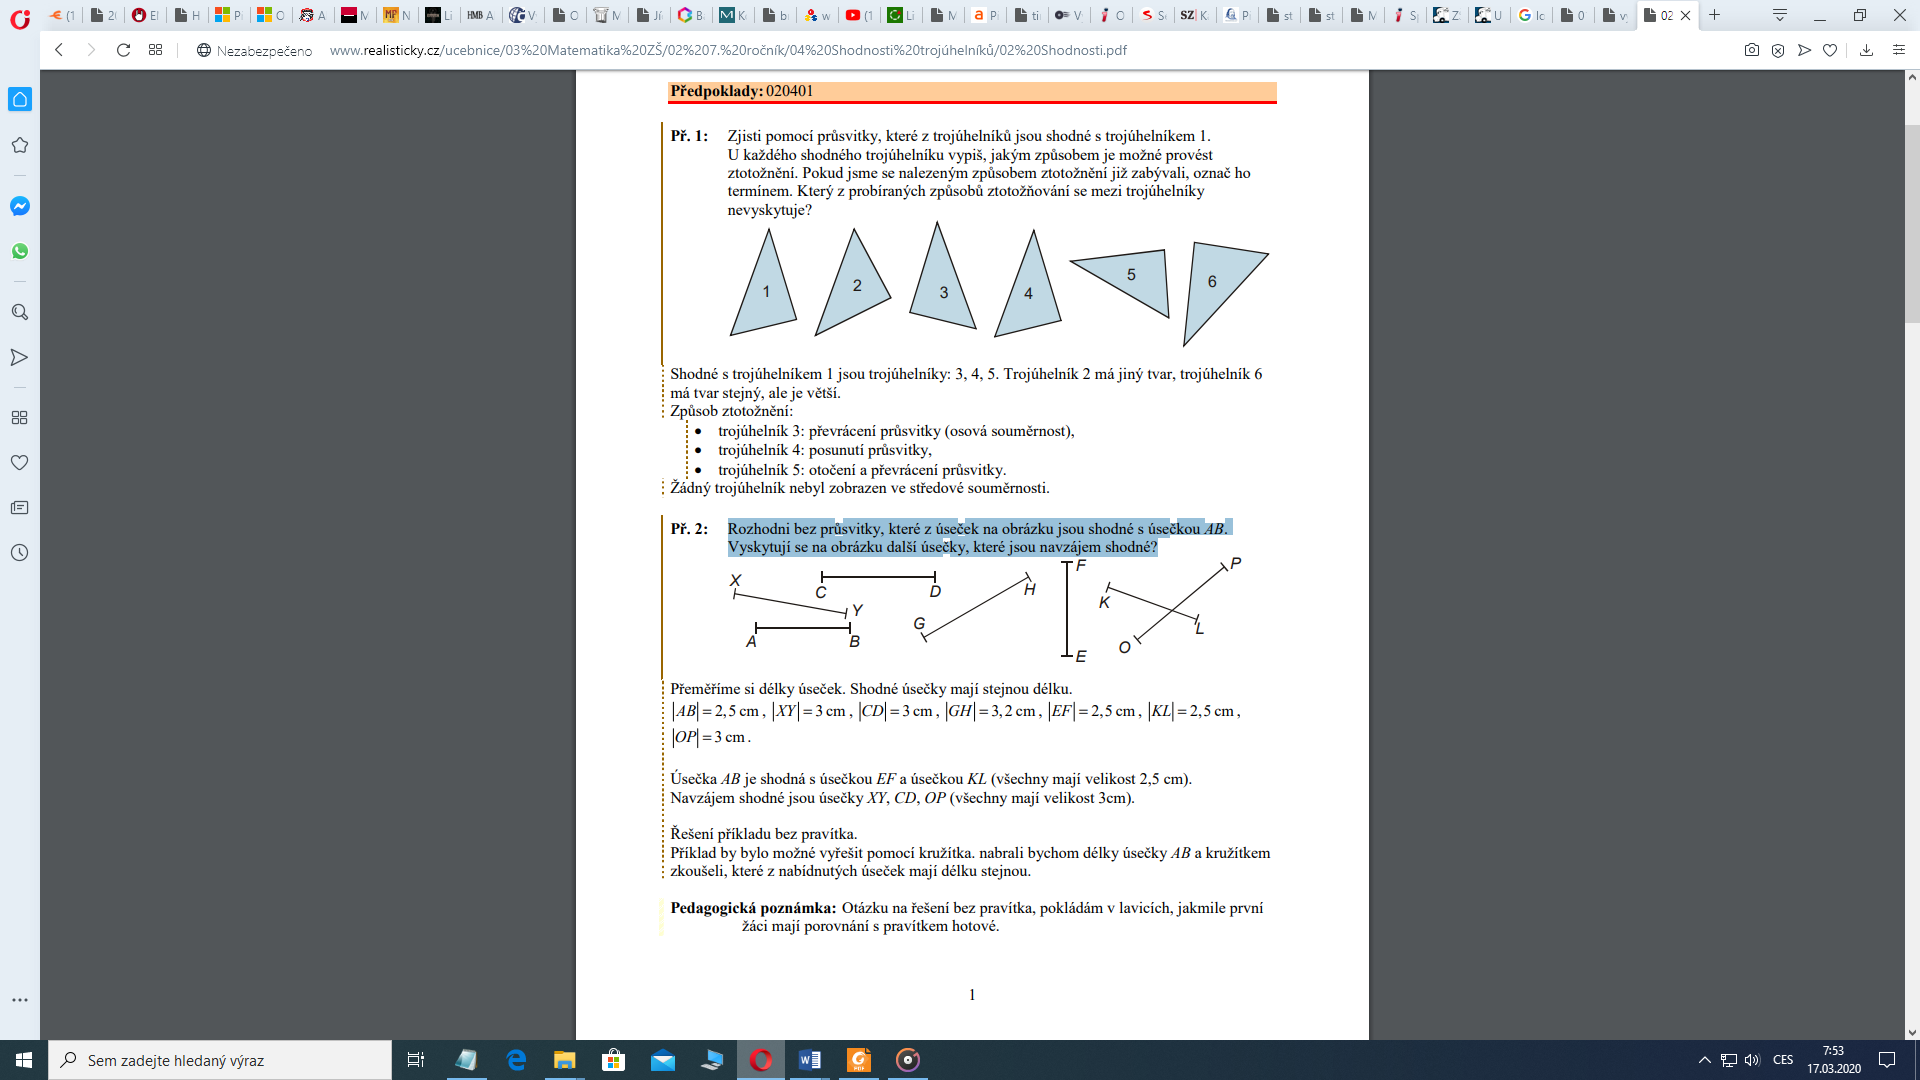 Nezabezpečeno
www.realisticky.cz/ucebnice/03%20Matematika%20ZŠ/02%207.%20ročník/04%20Shodnosti%20trojúhelníků/02%20Shodnosti.pdf
Předpoklady: 020401
Př. 1: Zjisti pomocí průsvitky, které z trojúhelníků jsou shodné s trojúhelníkem 1.
U každého shodného trojúhelníku vypiš, jakým způsobem je možné provést
ztotožnění. Pokud jsme se nalezeným způsobem ztotožnění již zabývali, označ ho
termínem. Který z probíraných způsobů ztotožňování se mezi trojúhelníky
nevyskytuje?
1 2 3 4 5 6
Shodné s trojúhelníkem 1 jsou trojúhelníky: 3, 4, 5. Trojúhelník 2 má jiný tvar, trojúhelník 6
má tvar stejný, ale je větší.
Způsob ztotožnění:
• trojúhelník 3: převrácení průsvitky (osová souměrnost),
• trojúhelník 4: posunutí průsvitky,
• trojúhelník 5: otočení a převrácení průsvitky.
Žádný trojúhelník nebyl zobrazen ve středové souměrnosti.
Př. 2: Rozhodni bez průsvitky, které z úseček na obrázku jsou shodné s úsečkou AB.
Vyskytují se na obrázku další úsečky, které jsou navzájem shodné?
X C D Y A B G H F E K L O P
Přeměříme si délky úseček. Shodné úsečky mají stejnou délku.
|AB| = 2,5 cm, |XY| = 3 cm, |CD| = 3 cm, |GH| = 3,2 cm, |EF| = 2,5 cm, |KL| = 2,5 cm,
|OP| = 3 cm.
Úsečka AB je shodná s úsečkou EF a úsečkou KL (všechny mají velikost 2,5 cm).
Navzájem shodné jsou úsečky XY, CD, OP (všechny mají velikost 3cm).
Řešení příkladu bez pravítka.
Příklad by bylo možné vyřešit pomocí kružítka. nabrali bychom délky úsečky AB a kružítkem
zkoušeli, které z nabídnutých úseček mají délku stejnou.
Pedagogická poznámka: Otázku na řešení bez pravítka, pokládám v lavicích, jakmile první
žáci mají porovnání s pravítkem hotové.
1
Sem zadejte hledaný výraz
CES
7:53
17.03.2020